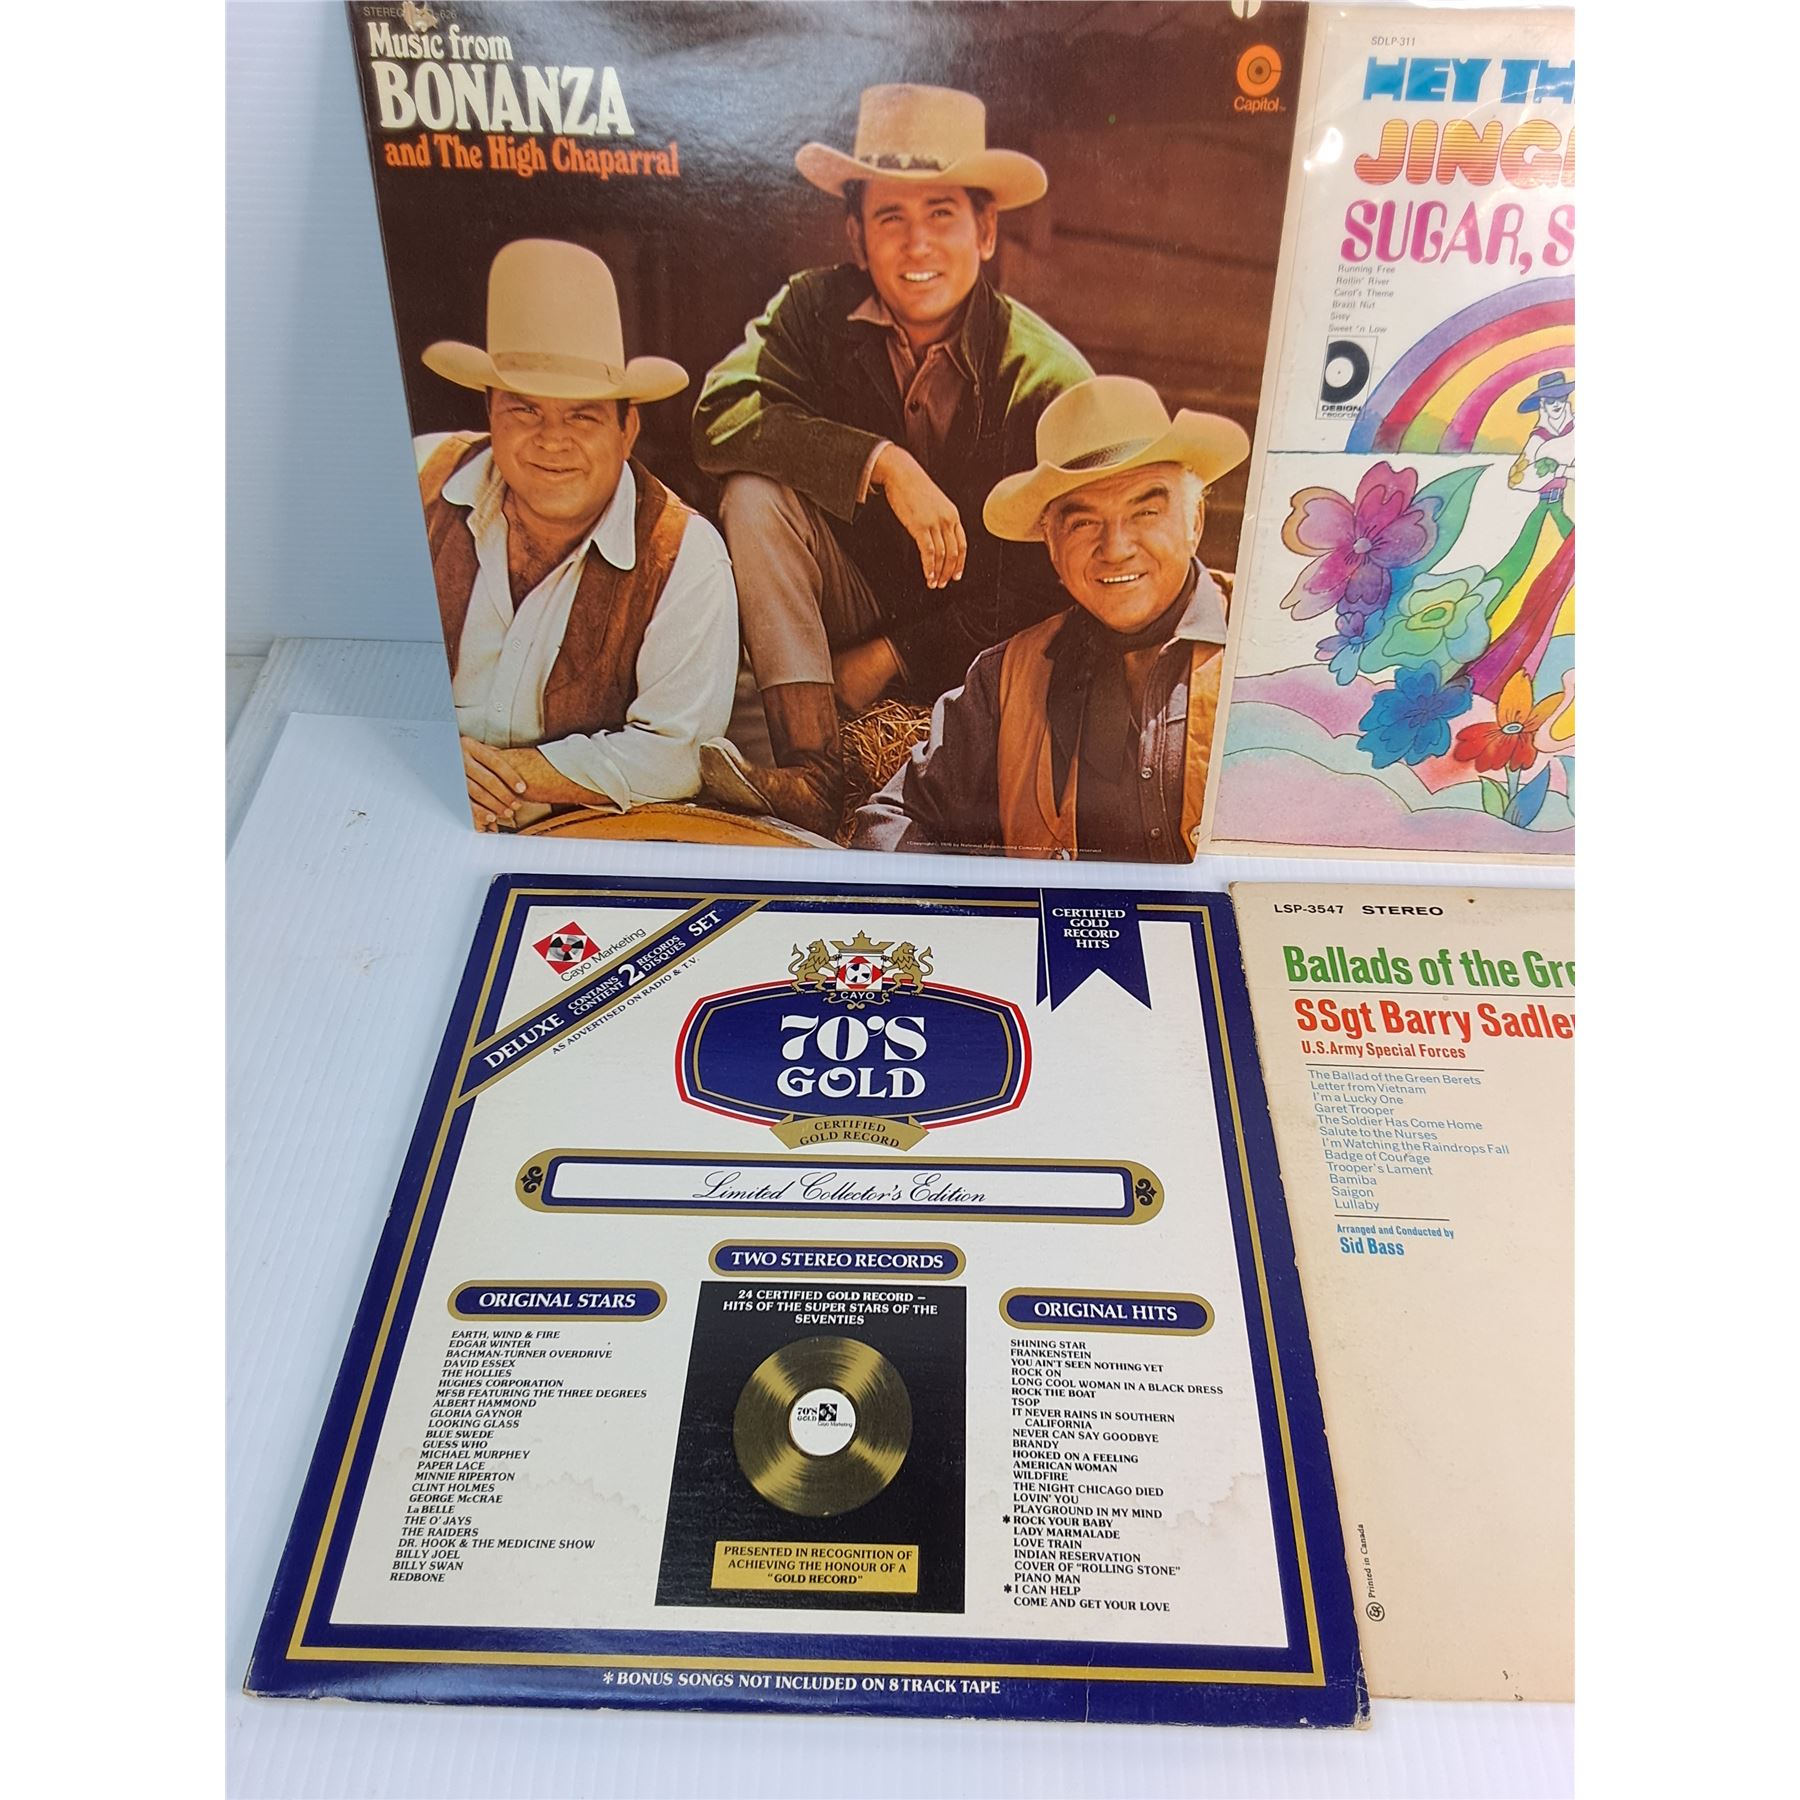 Music from
BONANZA
and The High Chaparral
Capitol
SDLP-311
JING
SUGAR, S
Running Free
Rollin' River
Carol's Theme
Brazil Nut
Sissy
Sweet 'n Low
DESIGN
records
Cayo Marketing
DELUXE CONTAINS 2 RECORDS SET
CONTIENT DISQUES
AS ADVERTISED ON RADIO & T.V.
CERTIFIED
GOLD
RECORD
HITS
CAYO
70'S
GOLD
CERTIFIED
GOLD RECORD
Limited Collector's Edition
TWO STEREO RECORDS
ORIGINAL STARS
EARTH, WIND & FIRE
EDGAR WINTER
BACHMAN-TURNER OVERDRIVE
DAVID ESSEX
THE HOLLIES
HUGHES CORPORATION
MFSB FEATURING THE THREE DEGREES
ALBERT HAMMOND
GLORIA GAYNOR
LOOKING GLASS
BLUE SWEDE
GUESS WHO
MICHAEL MURPHEY
PAPER LACE
MINNIE RIPERTON
CLINT HOLMES
GEORGE McCRAE
La BELLE
THE O'JAYS
THE RAIDERS
DR. HOOK & THE MEDICINE SHOW
BILLY JOEL
BILLY SWAN
REDBONE
24 CERTIFIED GOLD RECORD –
HITS OF THE SUPER STARS OF THE
SEVENTIES
70'S
GOLD
Cayo Marketing
PRESENTED IN RECOGNITION OF
ACHIEVING THE HONOUR OF A
"GOLD RECORD"
ORIGINAL HITS
SHINING STAR
FRANKENSTEIN
YOU AIN'T SEEN NOTHING YET
ROCK ON
LONG COOL WOMAN IN A BLACK DRESS
ROCK THE BOAT
TSOP
IT NEVER RAINS IN SOUTHERN
CALIFORNIA
NEVER CAN SAY GOODBYE
BRANDY
HOOKED ON A FEELING
AMERICAN WOMAN
WILDFIRE
THE NIGHT CHICAGO DIED
LOVIN' YOU
PLAYGROUND IN MY MIND
* ROCK YOUR BABY
LADY MARMALADE
LOVE TRAIN
INDIAN RESERVATION
COVER OF "ROLLING STONE"
PIANO MAN
* I CAN HELP
COME AND GET YOUR LOVE
* BONUS SONGS NOT INCLUDED ON 8 TRACK TAPE
LSP-3547 STEREO
Ballads of the Gre
SSgt Barry Sadle
U.S.Army Special Forces
The Ballad of the Green Berets
Letter from Vietnam
I'm a Lucky One
Garet Trooper
The Soldier Has Come Home
Salute to the Nurses
I'm Watching the Raindrops Fall
Badge of Courage
Trooper's Lament
Bamiba
Saigon
Lullaby
Arranged and Conducted by
Sid Bass
Printed in Canada